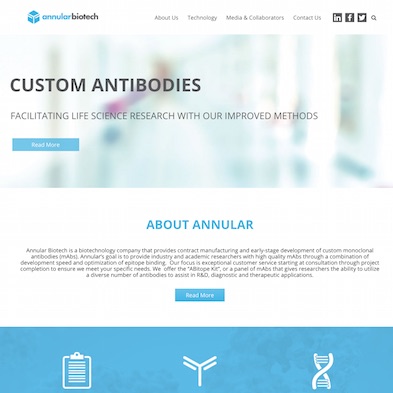 annularbiotech
About Us Technology Media & Collaborators Contact Us
CUSTOM ANTIBODIES
FACILITATING LIFE SCIENCE RESEARCH WITH OUR IMPROVED METHODS
Read More
ABOUT ANNULAR
Annular Biotech is a biotechnology company that provides contract manufacturing and early-stage development of custom monoclonal
antibodies (mAbs). Annular's goal is to provide industry and academic researchers with high quality mAbs through a combination of
development speed and optimization of epitope binding. Our focus is exceptional customer service starting at consultation through project
completion to ensure we meet your specific needs. We offer the "ABitope Kit", or a panel of mAbs that gives researchers the ability to utilize
a diverse number of antibodies to assist in R&D, diagnostic and therapeutic applications.
Read More